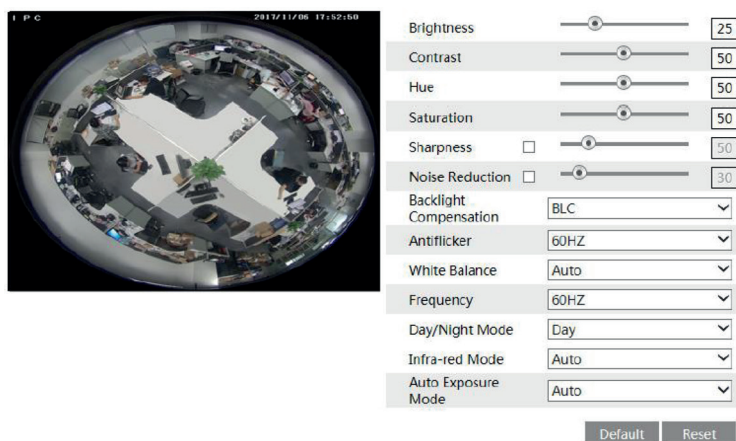 IPC
2017/11/06 17:52:50
Brightness 25
Contrast 50
Hue 50
Saturation 50
Sharpness 50
Noise Reduction 30
Backlight
Compensation BLC
Antiflicker 60HZ
White Balance Auto
Frequency 60HZ
Day/Night Mode Day
Infra-red Mode Auto
Auto Exposure
Mode Auto
Default Reset